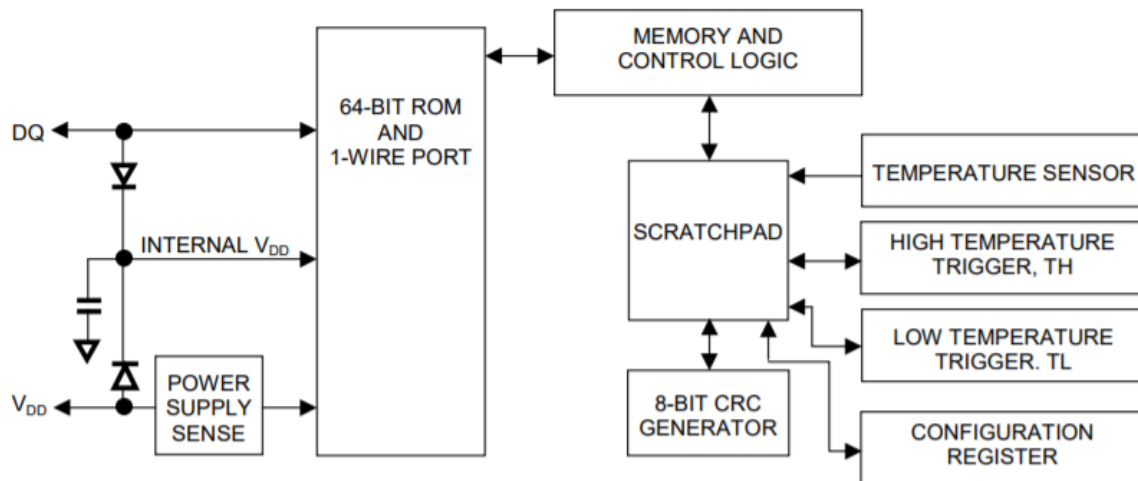 MEMORY AND
CONTROL LOGIC
64-BIT ROM
AND
1-WIRE PORT
DQ
INTERNAL VDD
VDD
POWER
SUPPLY
SENSE
SCRATCHPAD
8-BIT CRC
GENERATOR
TEMPERATURE SENSOR
HIGH TEMPERATURE
TRIGGER, TH
LOW TEMPERATURE
TRIGGER. TL
CONFIGURATION
REGISTER